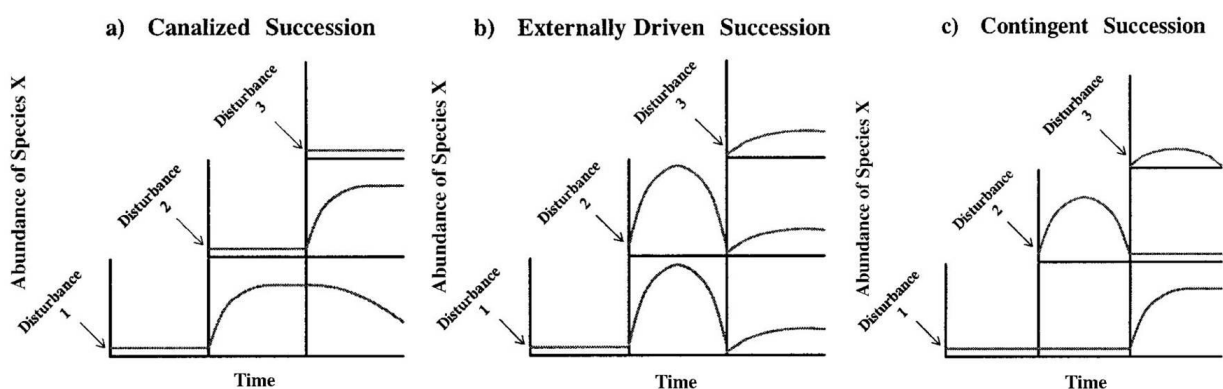 a) Canalized Succession
Abundance of Species X
Disturbance
3
Disturbance
2
Disturbance
1
Time
b) Externally Driven Succession
Abundance of Species X
Disturbance
3
Disturbance
2
Disturbance
1
Time
c) Contingent Succession
Abundance of Species X
Disturbance
3
Disturbance
2
Disturbance
1
Time